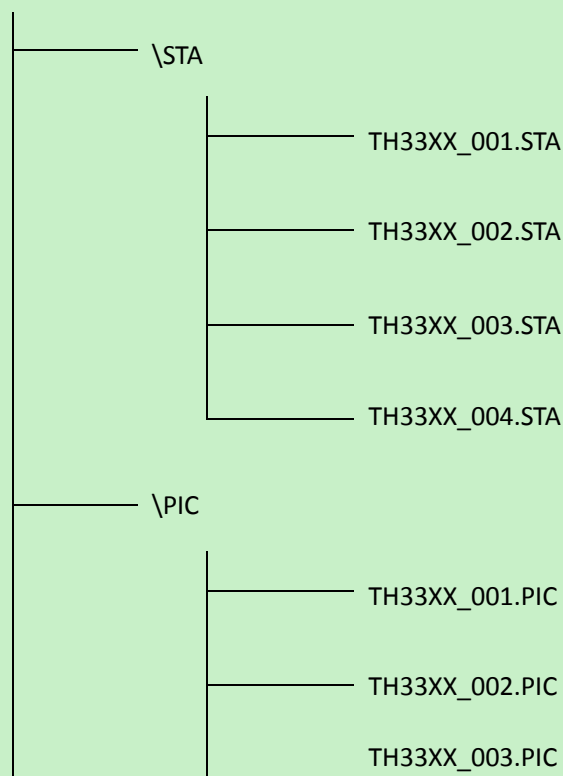 \STA
TH33XX_001.STA
TH33XX_002.STA
TH33XX_003.STA
TH33XX_004.STA
\PIC
TH33XX_001.PIC
TH33XX_002.PIC
TH33XX_003.PIC